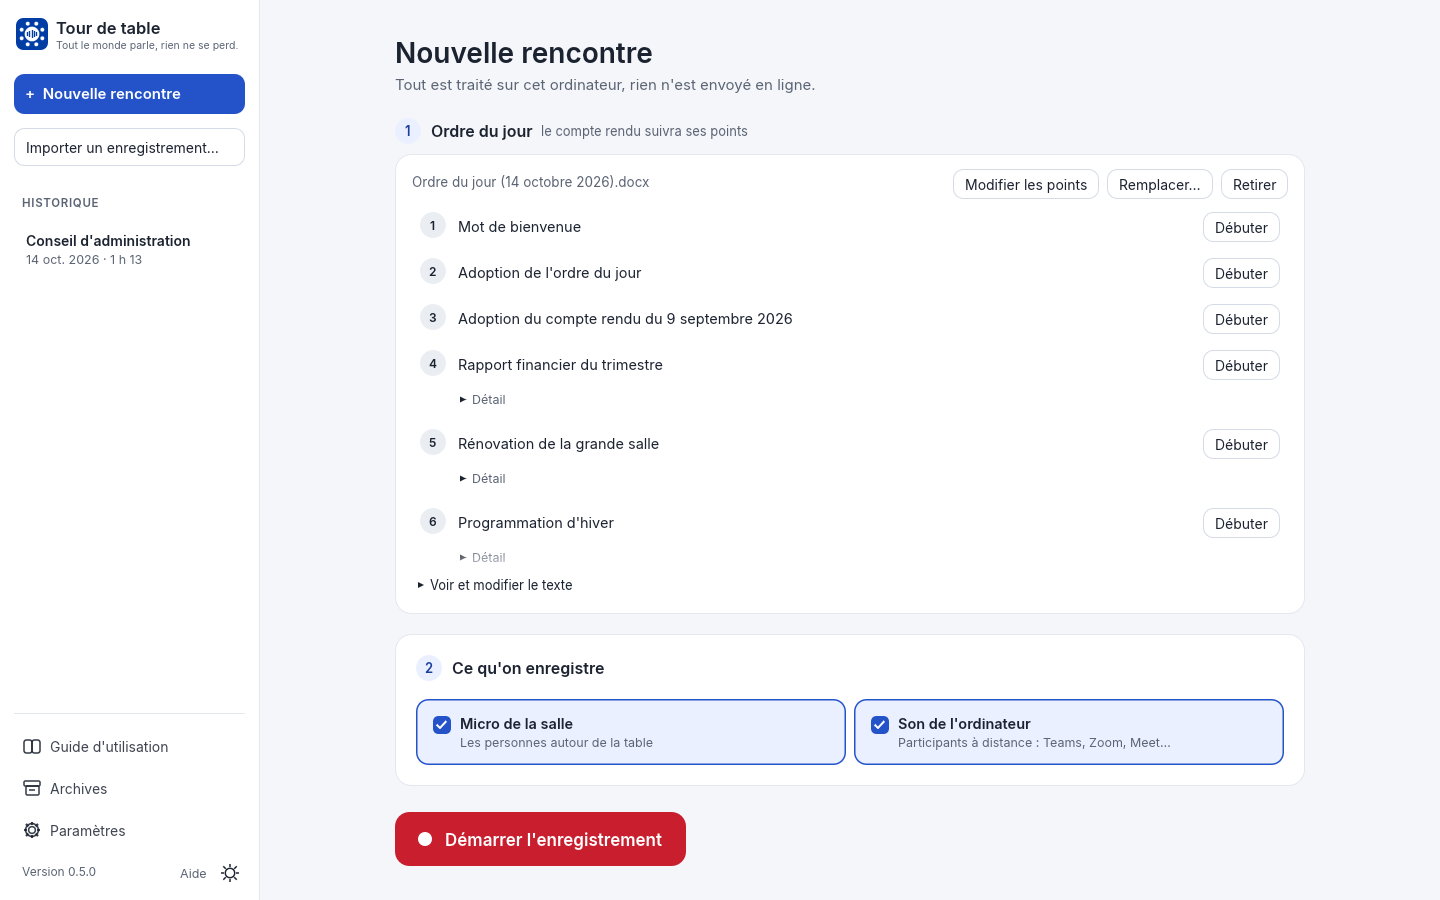 Tour de table
Tout le monde parle, rien ne se perd.
+ Nouvelle rencontre
Importer un enregistrement...
HISTORIQUE
Conseil d'administration
14 oct. 2026 · 1 h 13
Guide d'utilisation
Archives
Paramètres
Version 0.5.0
Aide
Nouvelle rencontre
Tout est traité sur cet ordinateur, rien n'est envoyé en ligne.
1 Ordre du jour le compte rendu suivra ses points
Ordre du jour (14 octobre 2026).docx
Modifier les points
Remplacer...
Retirer
1 Mot de bienvenue Débuter
2 Adoption de l'ordre du jour Débuter
3 Adoption du compte rendu du 9 septembre 2026 Débuter
4 Rapport financier du trimestre Débuter
▸ Détail
5 Rénovation de la grande salle Débuter
▸ Détail
6 Programmation d'hiver Débuter
▸ Détail
▸ Voir et modifier le texte
2 Ce qu'on enregistre
Micro de la salle
Les personnes autour de la table
Son de l'ordinateur
Participants à distance : Teams, Zoom, Meet...
Démarrer l'enregistrement